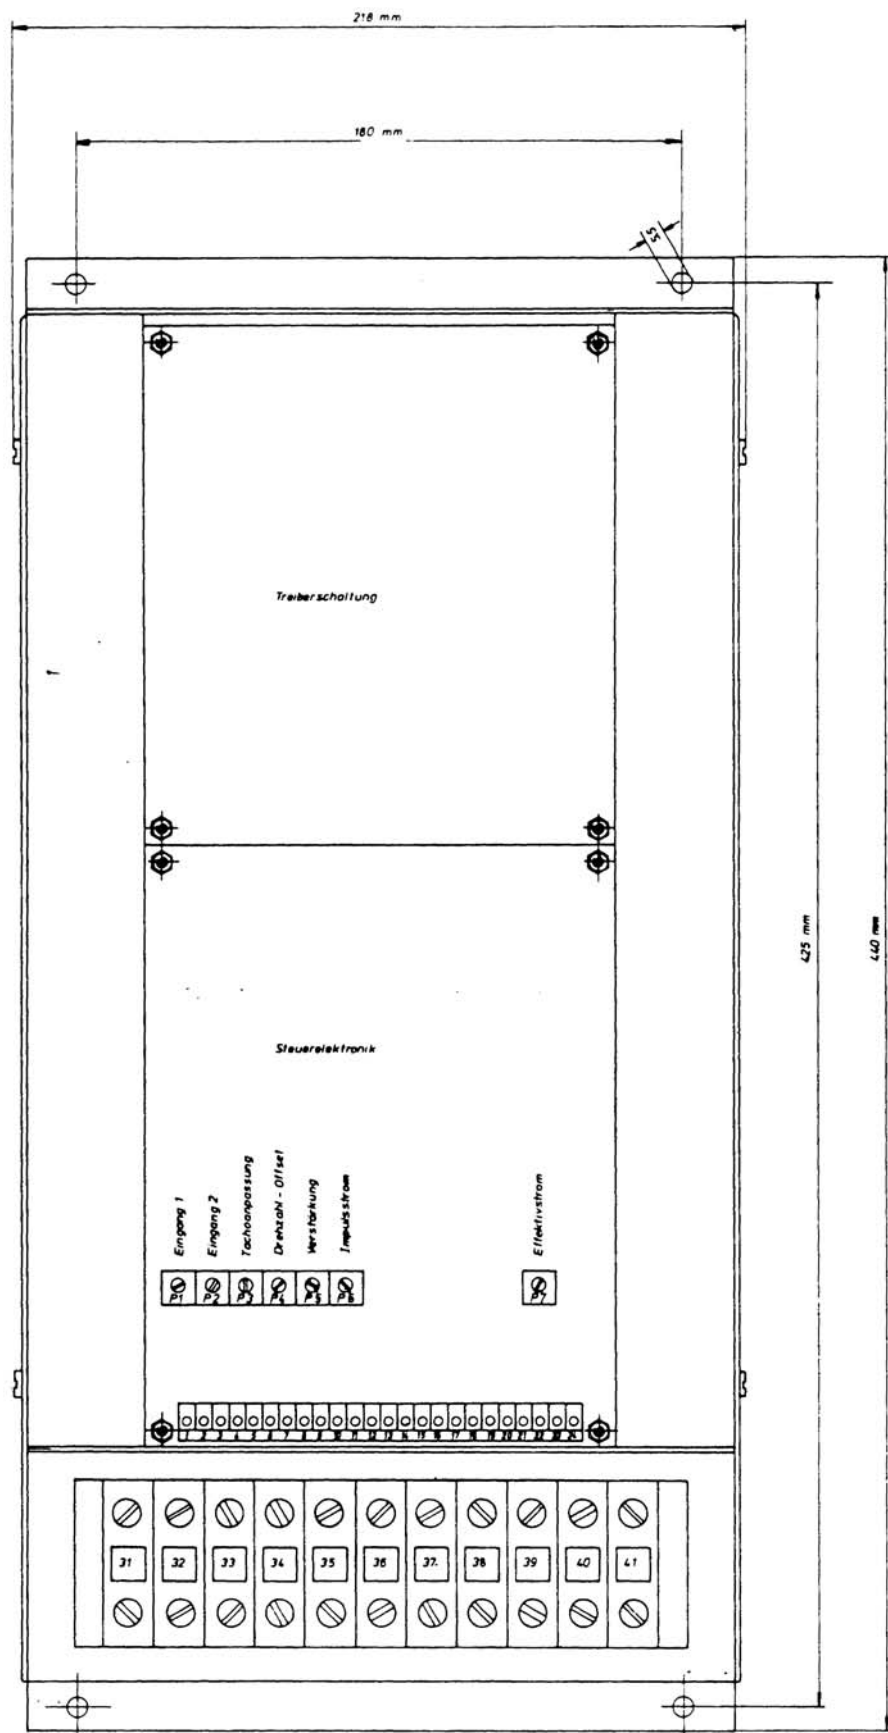 218 mm
180 mm
5,5
Treiberschaltung
425 mm
440 mm
Steuerelektronik
Eingang 1
Eingang 2
Tachoanpassung
Drehzahl - Offset
Verstärkung
Impulsstrom
Effektivstrom
P1 P2 P3 P4 P5 P6 P7
1 2 3 4 5 6 7 8 9 10 11 12 13 14 15 16 17 18 19 20 21 22 23 24
31 32 33 34 35 36 37 38 39 40 41